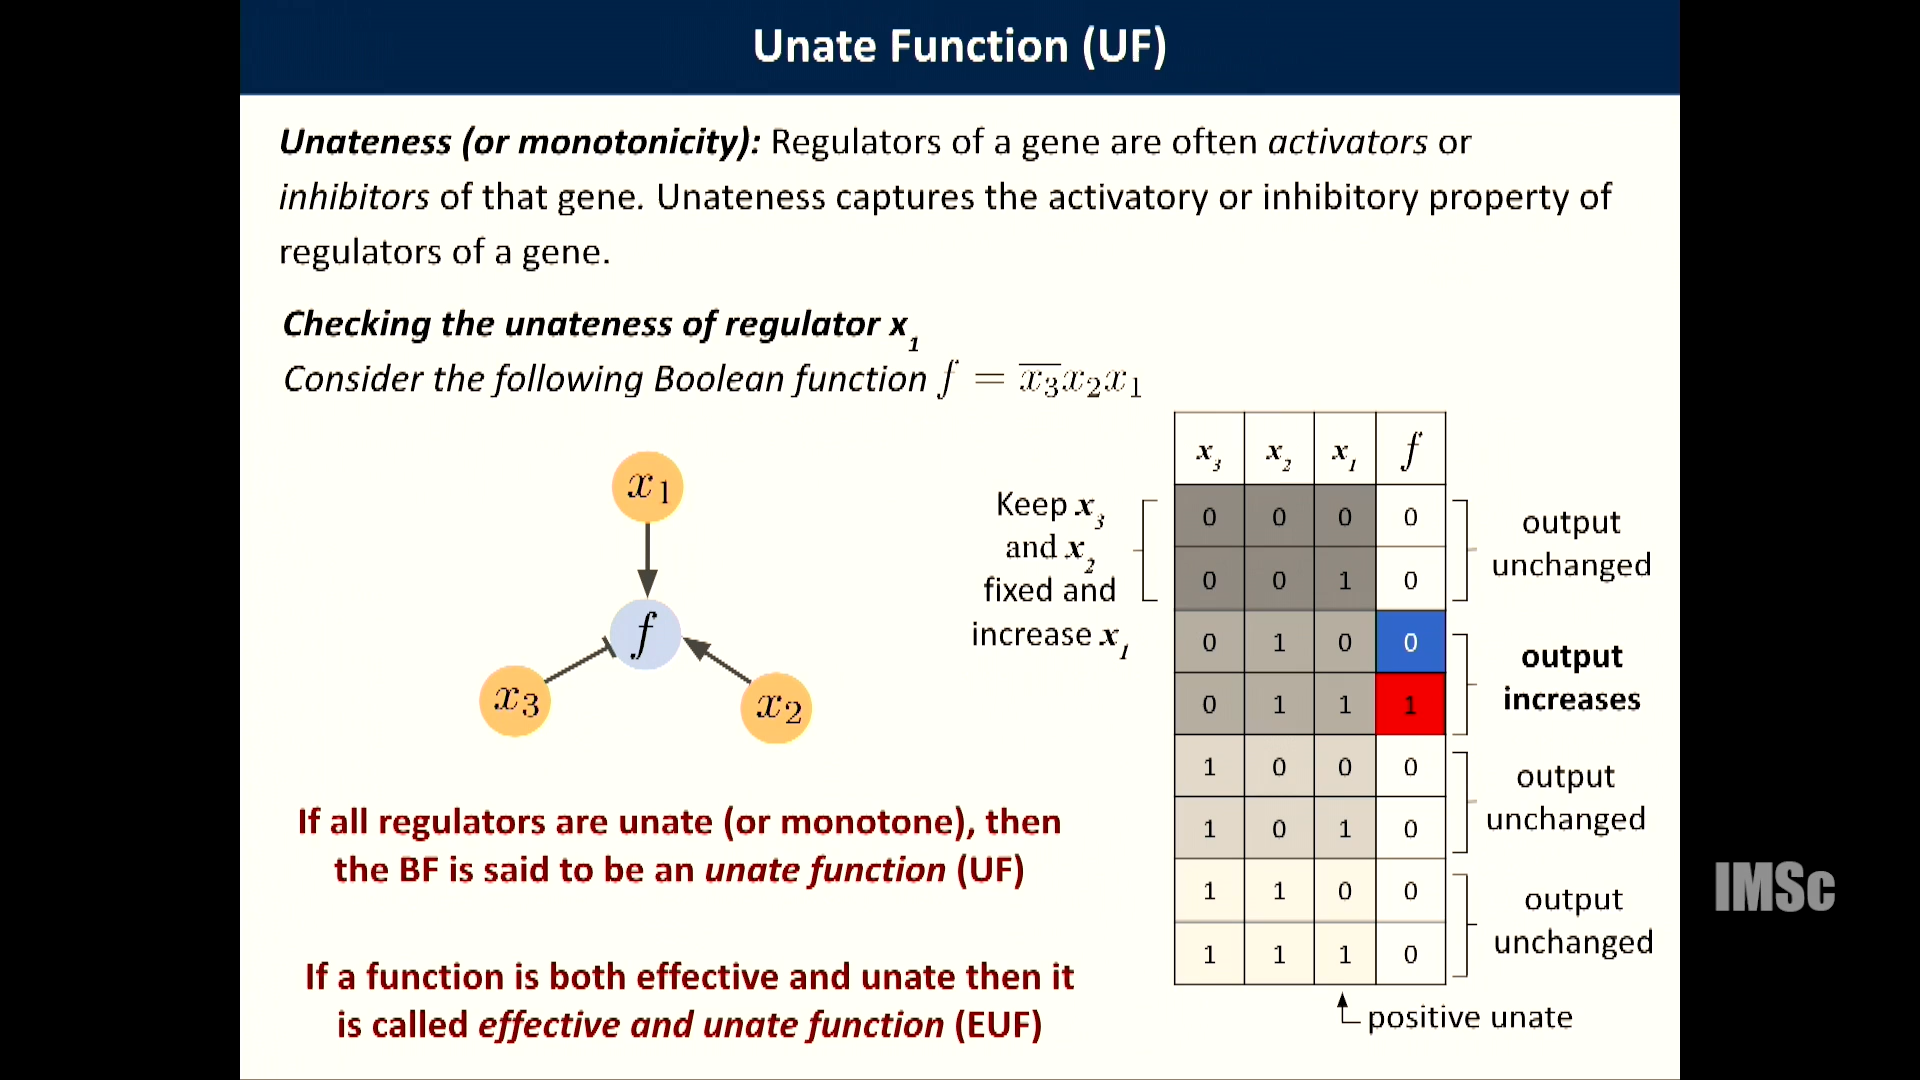 Unate Function (UF)
Unateness (or monotonicity): Regulators of a gene are often activators or
inhibitors of that gene. Unateness captures the activatory or inhibitory property of
regulators of a gene.
Checking the unateness of regulator x₁
Consider the following Boolean function f = x̅₃x₂x₁
x₁
f
x₃
x₂
If all regulators are unate (or monotone), then
the BF is said to be an unate function (UF)
If a function is both effective and unate then it
is called effective and unate function (EUF)
Keep x₃
and x₂
fixed and
increase x₁
x₃ x₂ x₁ f
0 0 0 0
0 0 1 0
0 1 0 0
0 1 1 1
1 0 0 0
1 0 1 0
1 1 0 0
1 1 1 0
output
unchanged
output
increases
output
unchanged
output
unchanged
positive unate
IMSc